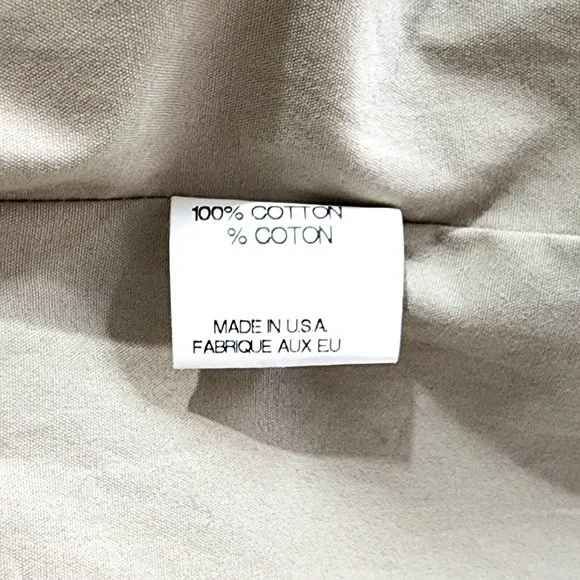 100% COTTON
% COTON
MADE IN U.S.A.
FABRIQUE AUX EU